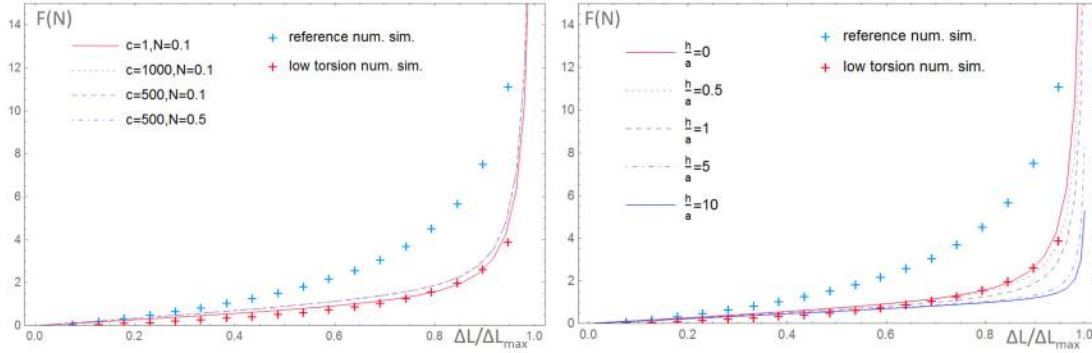 F(N)
14
12
10
8
6
4
2
0
c=1,N=0.1
c=1000,N=0.1
c=500,N=0.1
c=500,N=0.5
reference num. sim.
low torsion num. sim.
0.0 0.2 0.4 0.6 0.8 1.0
ΔL/ΔLmax
F(N)
14
12
10
8
6
4
2
0
h/a=0
h/a=0.5
h/a=1
h/a=5
h/a=10
reference num. sim.
low torsion num. sim.
0.0 0.2 0.4 0.6 0.8 1.0
ΔL/ΔLmax